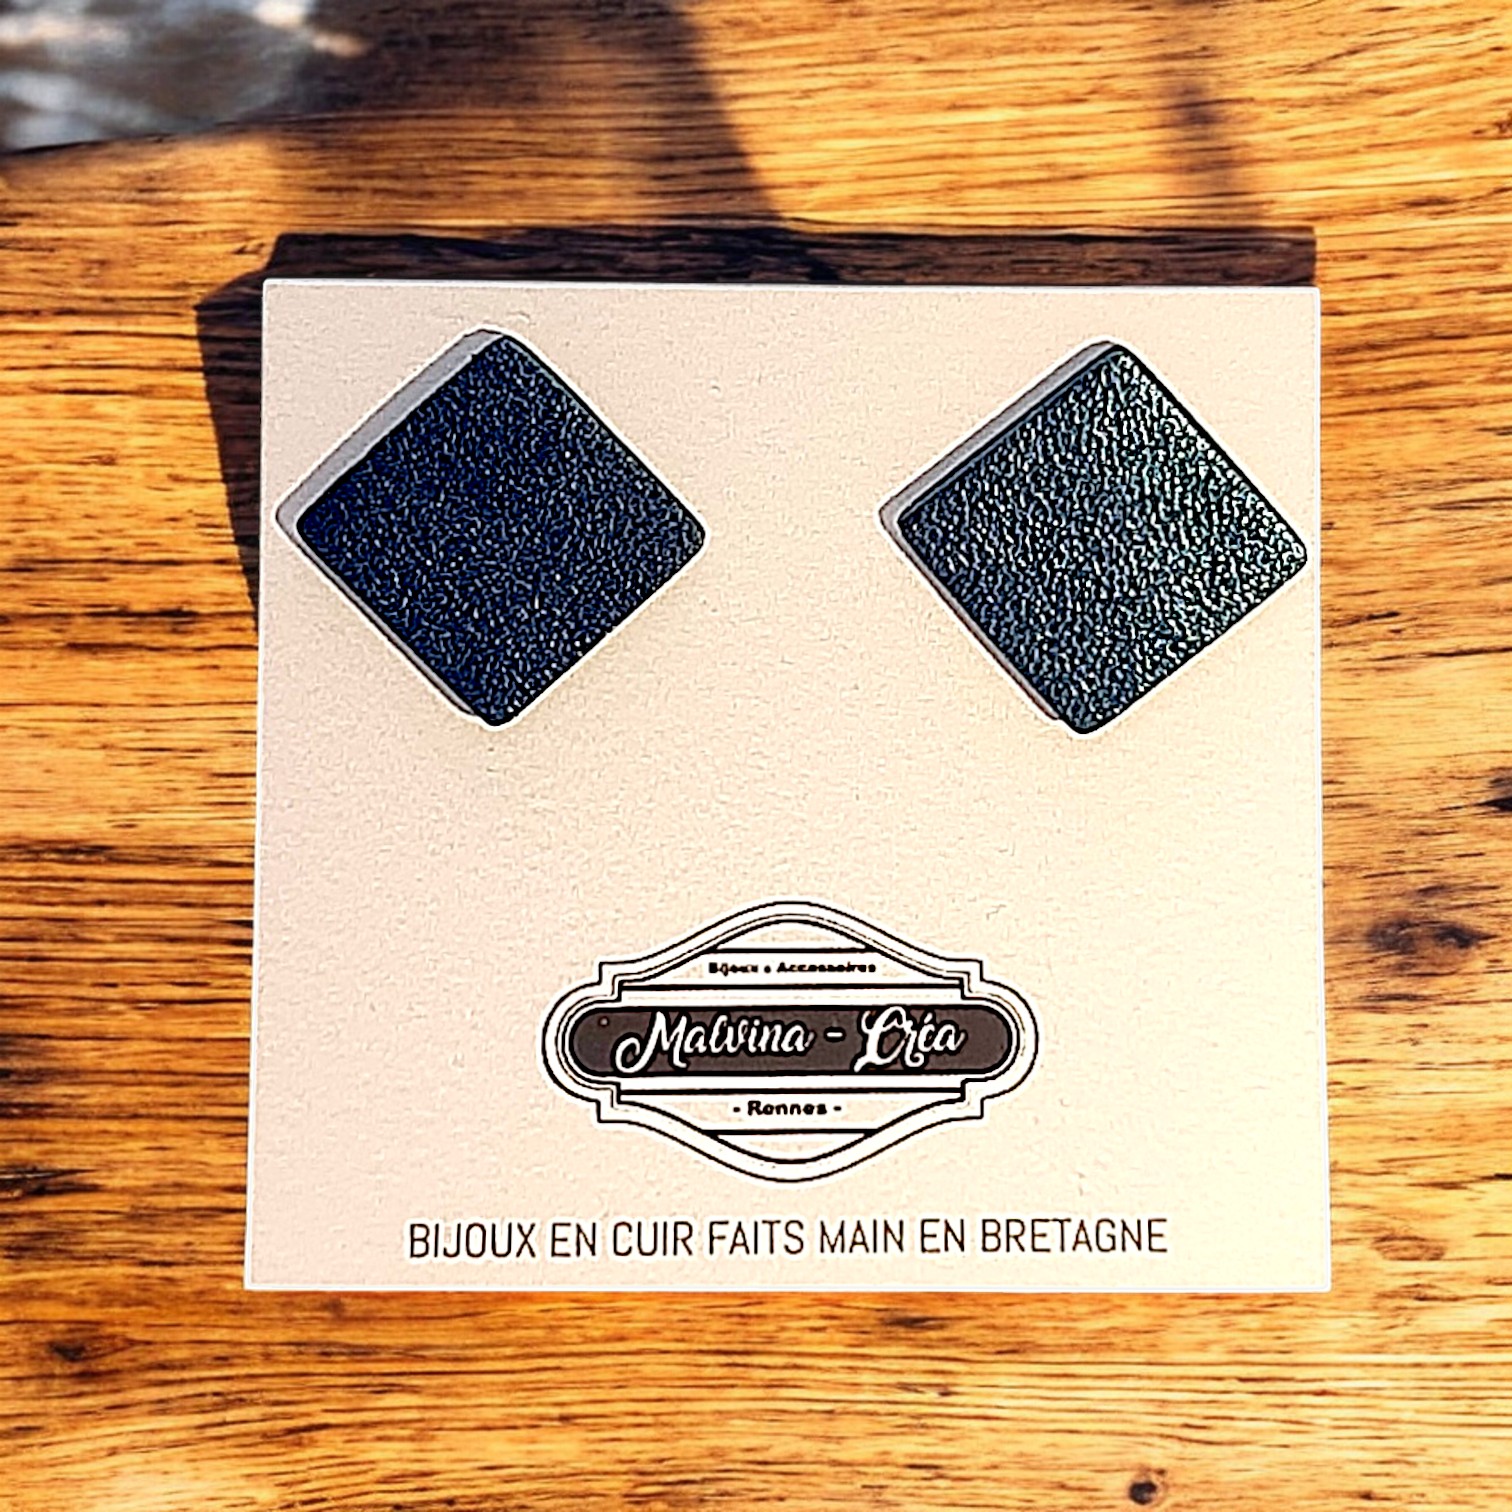 Bijoux & Accessoires
Malvina - Créa
- Rennes -
BIJOUX EN CUIR FAITS MAIN EN BRETAGNE